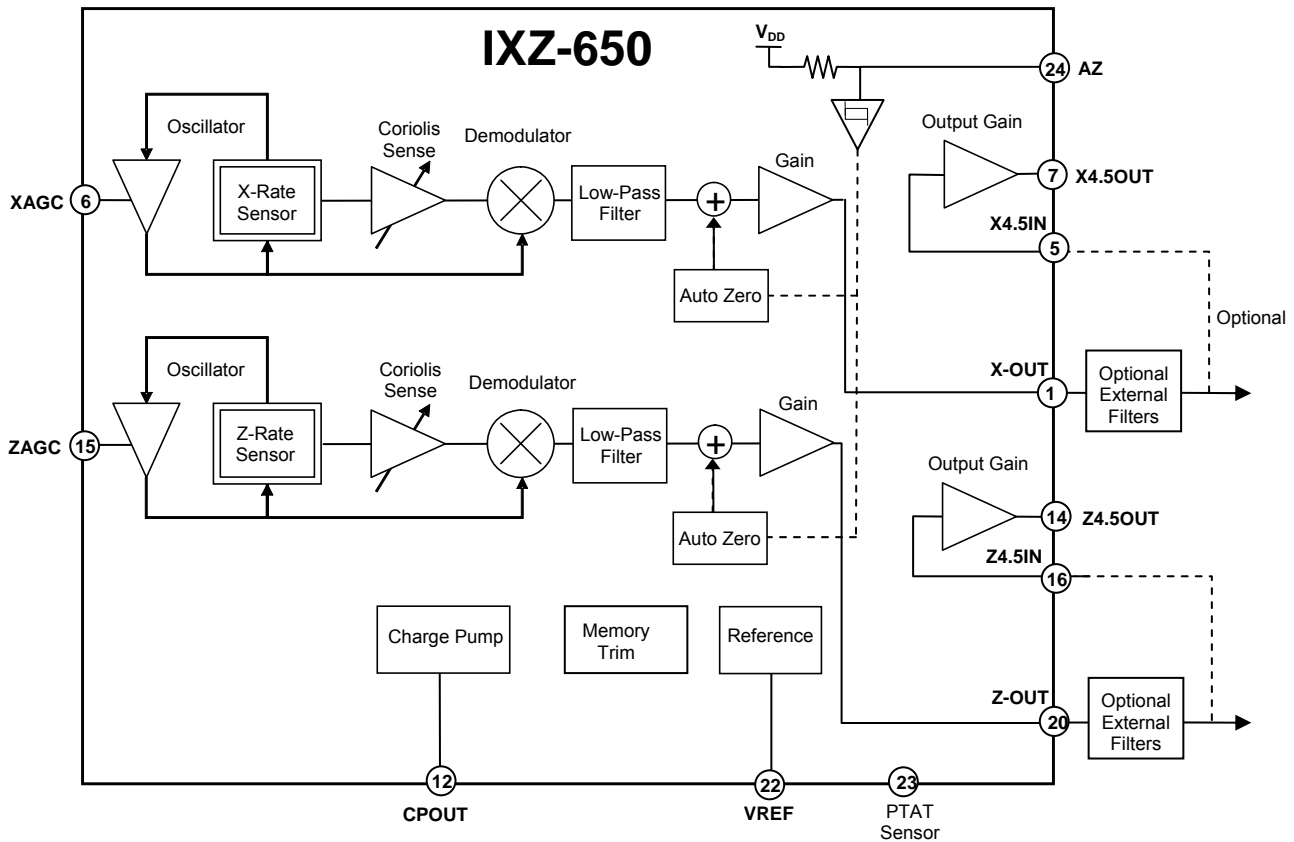 IXZ-650
VDD
24 AZ
Oscillator
Coriolis
Sense
Demodulator
Output Gain
Gain
XAGC 6
X-Rate
Sensor
Low-Pass
Filter
+
7 X4.5OUT
X4.5IN
5
Auto Zero
Optional
Oscillator
Coriolis
Sense
Demodulator
Gain
X-OUT
1
Optional
External
Filters
ZAGC 15
Z-Rate
Sensor
Low-Pass
Filter
+
Output Gain
14 Z4.5OUT
Auto Zero
Z4.5IN
16
Charge Pump
Memory
Trim
Reference
Z-OUT
20
Optional
External
Filters
12
CPOUT
22
VREF
23
PTAT
Sensor